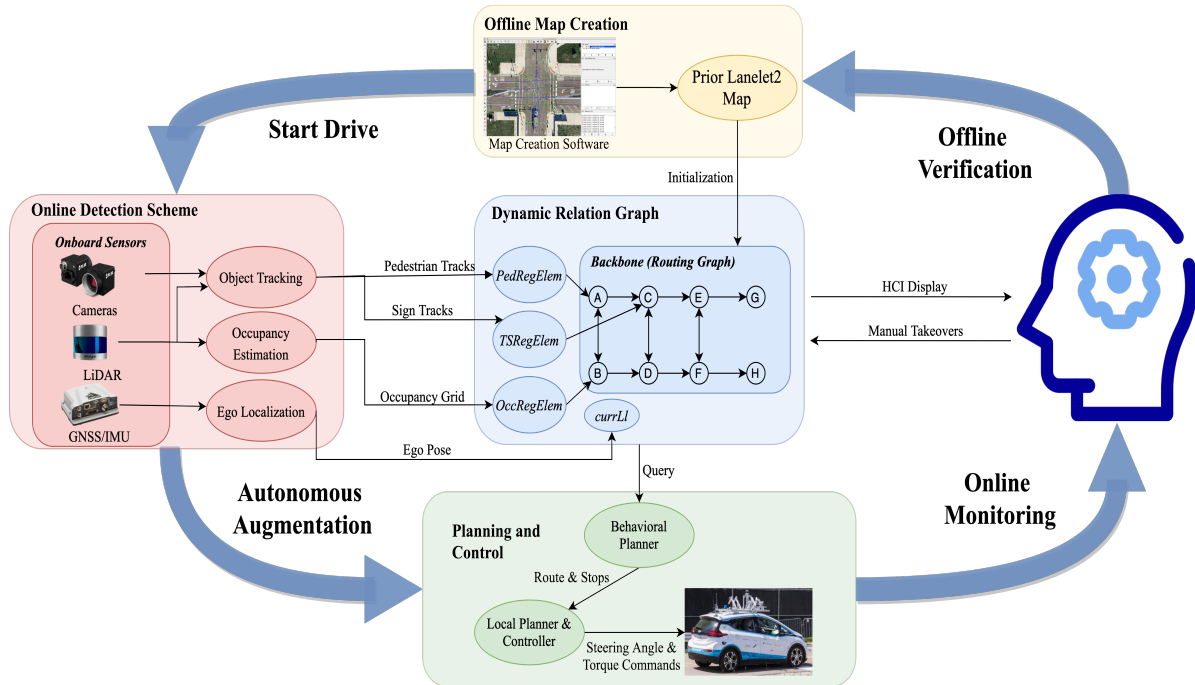 Offline Map Creation
Prior Lanelet2
Map
Map Creation Software
Start Drive
Offline
Verification
Initialization
Online Detection Scheme
Onboard Sensors
Cameras
LiDAR
GNSS/IMU
Object Tracking
Occupancy
Estimation
Ego Localization
Pedestrian Tracks
Sign Tracks
Occupancy Grid
Ego Pose
Dynamic Relation Graph
PedRegElem
TSRegElem
OccRegElem
currLl
Backbone (Routing Graph)
A
C
E
G
B
D
F
H
HCI Display
Manual Takeovers
Query
Autonomous
Augmentation
Online
Monitoring
Planning and
Control
Behavioral
Planner
Route & Stops
Local Planner &
Controller
Steering Angle &
Torque Commands